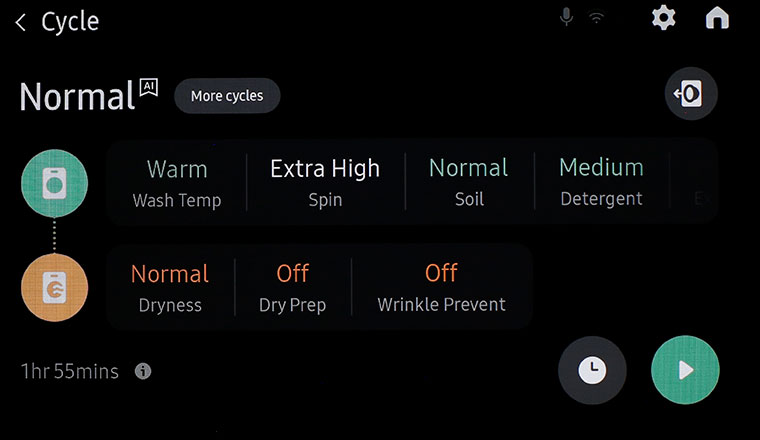 Cycle
Normal AI
More cycles
Warm Extra High Normal Medium
Wash Temp Spin Soil Detergent
Normal Off Off
Dryness Dry Prep Wrinkle Prevent
1hr 55mins